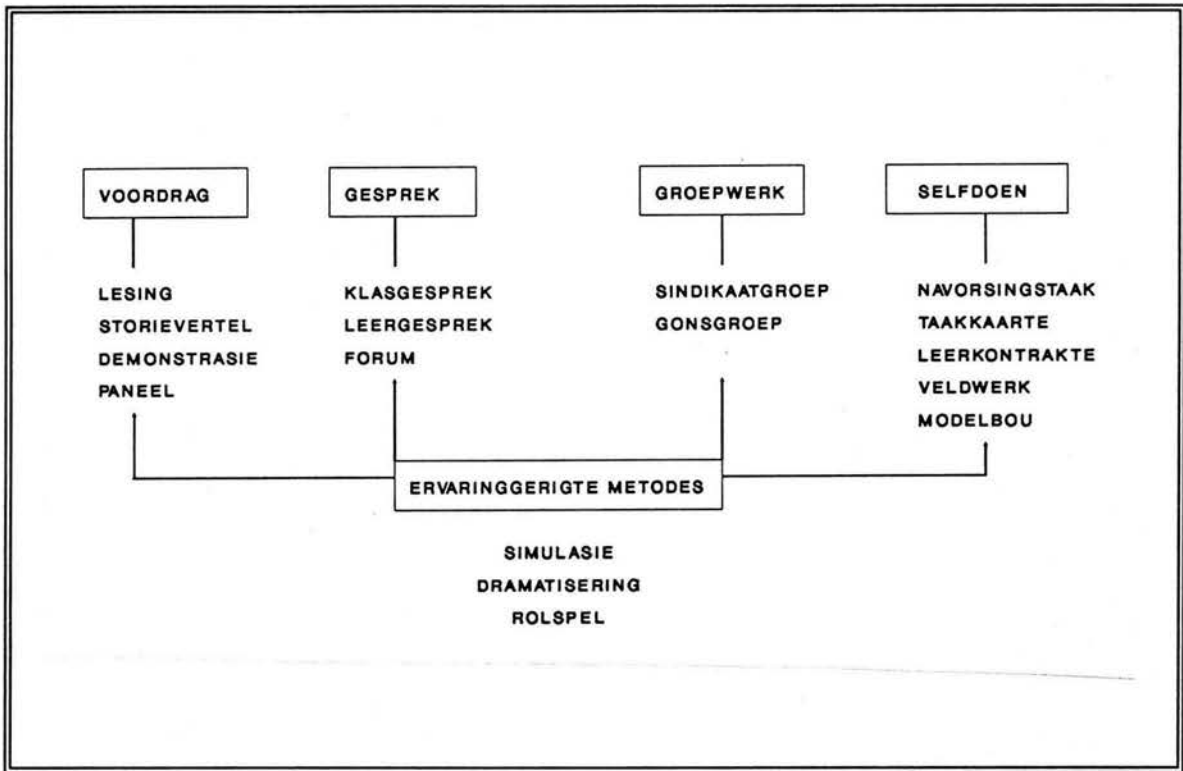 VOORDRAG
LESING
STORIEVERTEL
DEMONSTRASIE
PANEEL
GESPREK
KLASGESPREK
LEERGESPREK
FORUM
GROEPWERK
SINDIKAATGROEP
GONSGROEP
SELFDOEN
NAVORSINGSTAAK
TAAKKAARTE
LEERKONTRAKTE
VELDWERK
MODELBOU
ERVARINGGERIGTE METODES
SIMULASIE
DRAMATISERING
ROLSPEL